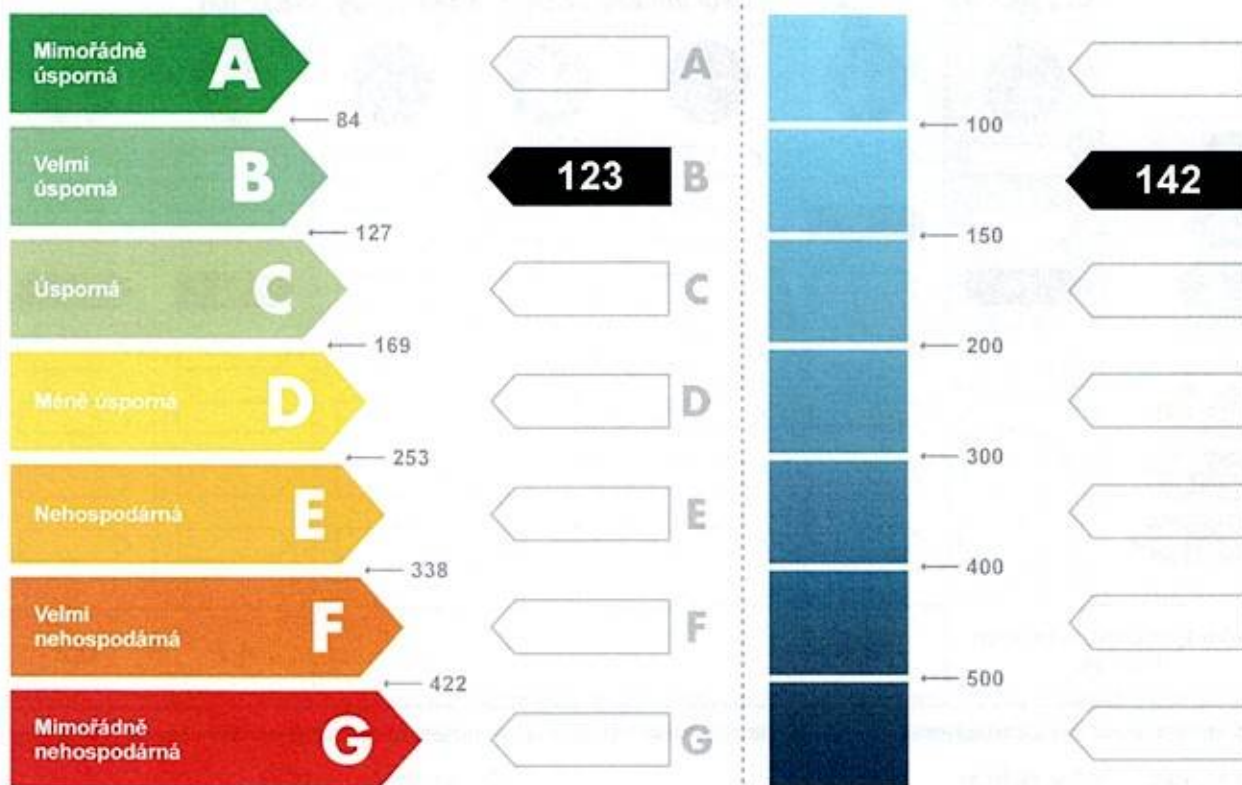 Mimořádně
úsporná
A
A
84
100
Velmi
úsporná
B
123
B
142
127
150
Úsporná
C
C
169
200
Méně úsporná
D
D
253
300
Nehospodárná
E
E
338
400
Velmi
nehospodárná
F
F
422
500
Mimořádně
nehospodárná
G
G